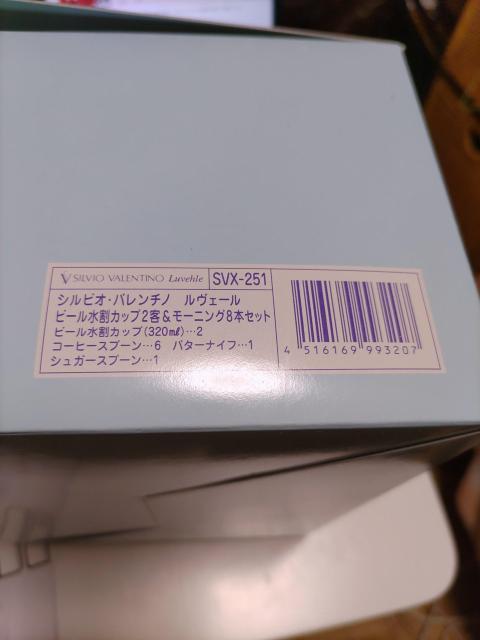 SILVIO VALENTINO Luvehle SVX-251
シルビオ・バレンチノ ルヴェール
ビール水割カップ2客&モーニング8本セット
ビール水割カップ(320㎖)…2
コーヒースプーン…6 バターナイフ…1
シュガースプーン…1
4 516169 993207